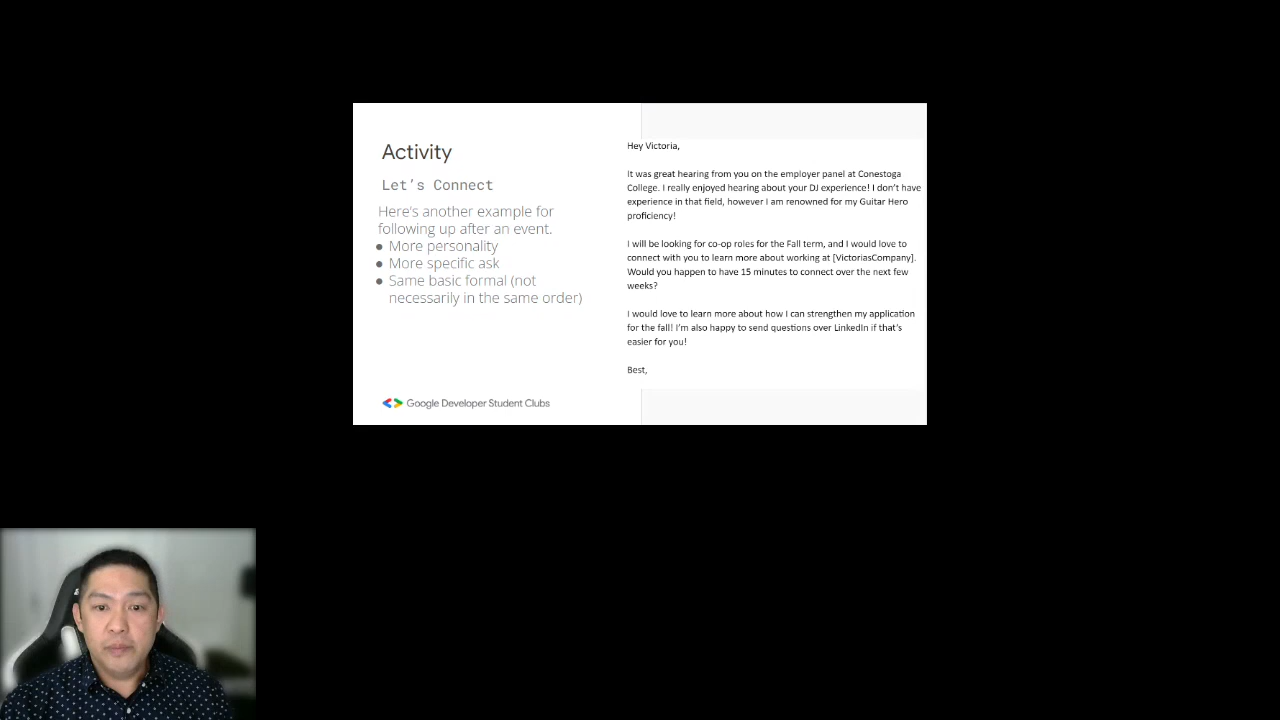 Activity
Let's Connect
Here's another example for
following up after an event.
● More personality
● More specific ask
● Same basic formal (not
necessarily in the same order)
Google Developer Student Clubs
Hey Victoria,
It was great hearing from you on the employer panel at Conestoga
College. I really enjoyed hearing about your DJ experience! I don't have
experience in that field, however I am renowned for my Guitar Hero
proficiency!
I will be looking for co-op roles for the Fall term, and I would love to
connect with you to learn more about working at [VictoriasCompany].
Would you happen to have 15 minutes to connect over the next few
weeks?
I would love to learn more about how I can strengthen my application
for the fall! I'm also happy to send questions over LinkedIn if that's
easier for you!
Best,